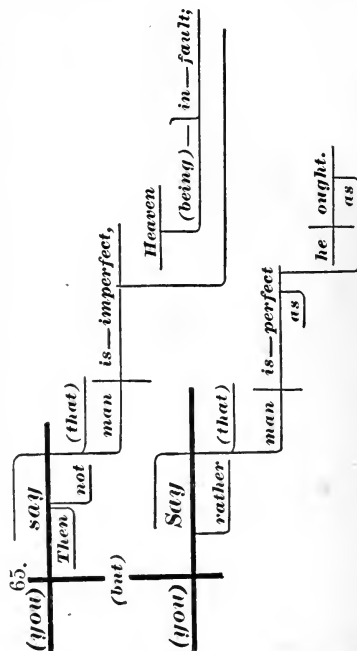 65.
(you) say
Then not
(that)
man is—imperfect,
Heaven
(being)—in—fault;
(but)
(you) Say
rather (that)
man is—perfect
as
he ought.
as